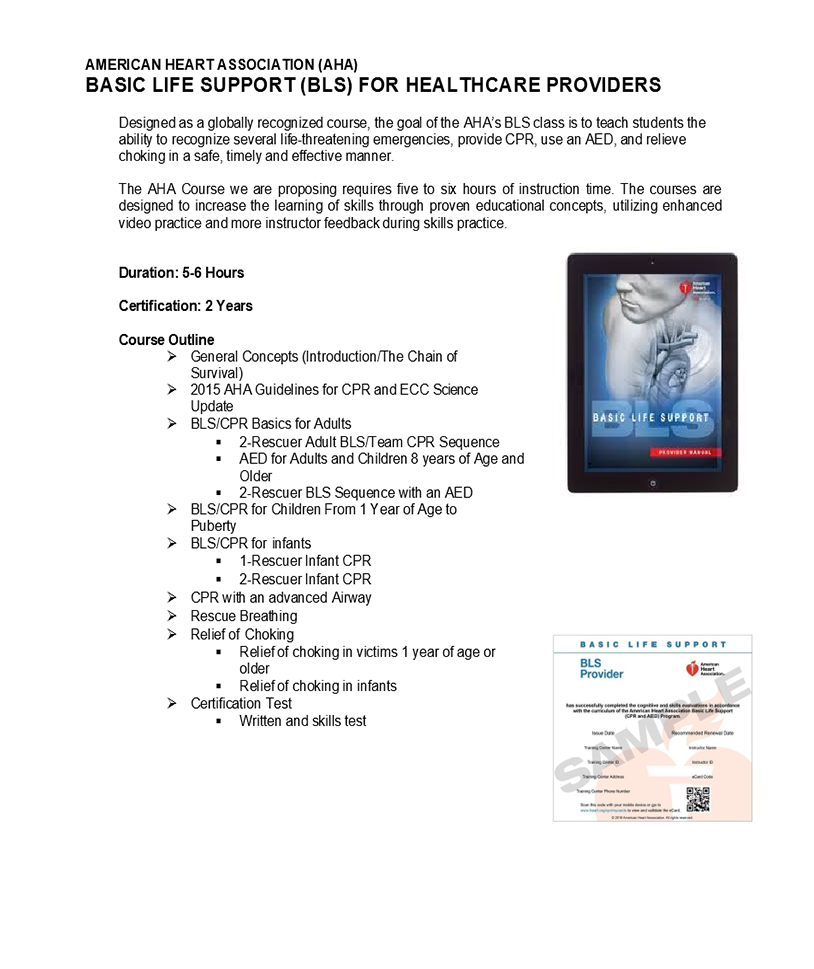 AMERICAN HEART ASSOCIATION (AHA)
BASIC LIFE SUPPORT (BLS) FOR HEALTHCARE PROVIDERS
Designed as a globally recognized course, the goal of the AHA's BLS class is to teach students the
ability to recognize several life-threatening emergencies, provide CPR, use an AED, and relieve
choking in a safe, timely and effective manner.
The AHA Course we are proposing requires five to six hours of instruction time. The courses are
designed to increase the learning of skills through proven educational concepts, utilizing enhanced
video practice and more instructor feedback during skills practice.
Duration: 5-6 Hours
Certification: 2 Years
Course Outline
➢ General Concepts (Introduction/The Chain of
Survival)
➢ 2015 AHA Guidelines for CPR and ECC Science
Update
➢ BLS/CPR Basics for Adults
▪ 2-Rescuer Adult BLS/Team CPR Sequence
▪ AED for Adults and Children 8 years of Age and
Older
▪ 2-Rescuer BLS Sequence with an AED
➢ BLS/CPR for Children From 1 Year of Age to
Puberty
➢ BLS/CPR for infants
▪ 1-Rescuer Infant CPR
▪ 2-Rescuer Infant CPR
➢ CPR with an advanced Airway
➢ Rescue Breathing
➢ Relief of Choking
▪ Relief of choking in victims 1 year of age or
older
▪ Relief of choking in infants
➢ Certification Test
▪ Written and skills test
American
Heart
Association.
BLS
BASIC LIFE SUPPORT
PROVIDER MANUAL
BASIC LIFE SUPPORT
BLS
Provider
American
Heart
Association.
SAMPLE
has successfully completed the cognitive and skills evaluations in accordance
with the curriculum of the American Heart Association Basic Life Support
(CPR and AED) Program.
Issue Date Recommended Renewal Date
Training Center Name Instructor Name
Training Center ID Instructor ID
Training Center Address eCard Code
Training Center Phone Number
Scan this code with your mobile device or go to
to view and validate the eCard.
© 2018 American Heart Association. All rights reserved